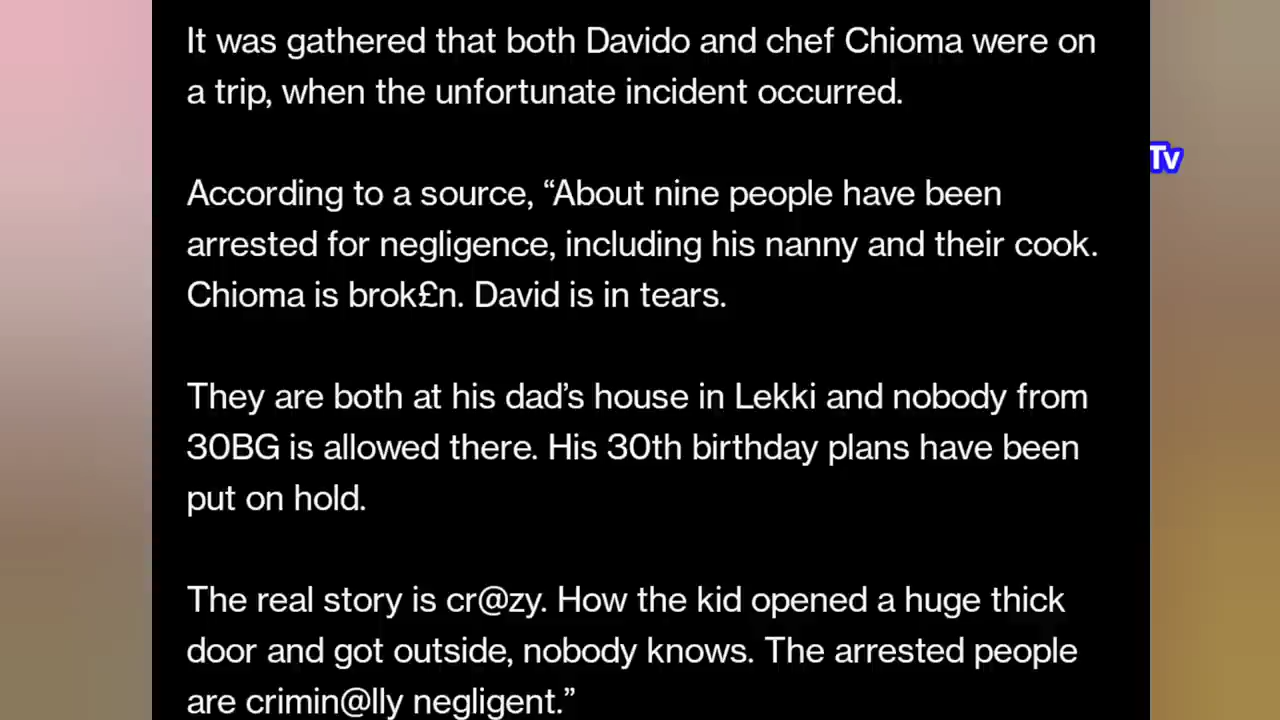 It was gathered that both Davido and chef Chioma were on
a trip, when the unfortunate incident occurred.
Tv
According to a source, “About nine people have been
arrested for negligence, including his nanny and their cook.
Chioma is brok£n. David is in tears.
They are both at his dad’s house in Lekki and nobody from
30BG is allowed there. His 30th birthday plans have been
put on hold.
The real story is cr@zy. How the kid opened a huge thick
door and got outside, nobody knows. The arrested people
are crimin@lly negligent.”